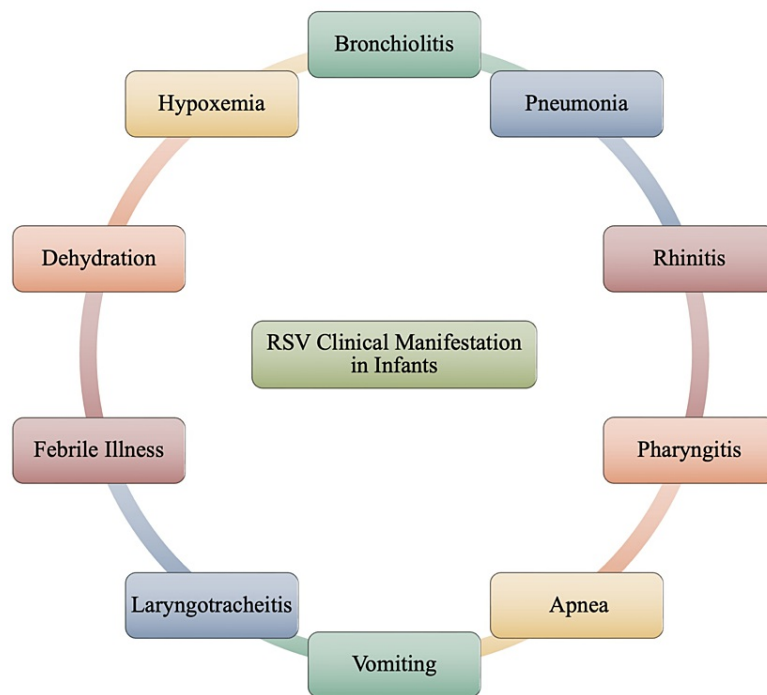 Bronchiolitis
Pneumonia
Rhinitis
Pharyngitis
Apnea
Vomiting
Laryngotracheitis
Febrile Illness
Dehydration
Hypoxemia
RSV Clinical Manifestation
in Infants